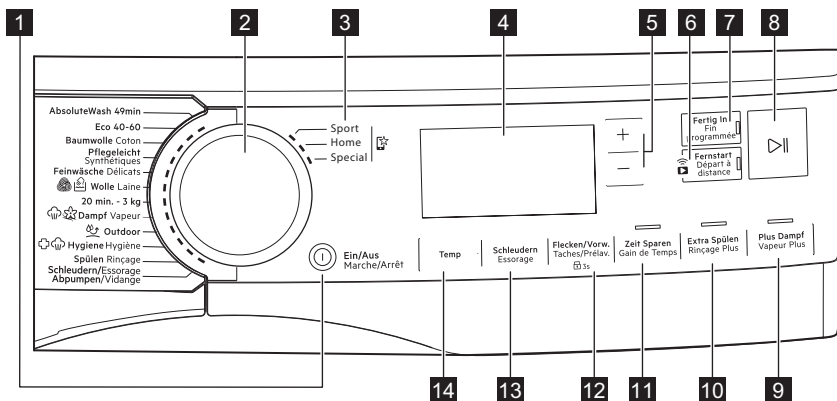 1
2
3
4
5
6
7
8
AbsoluteWash 49min
Eco 40-60
Baumwolle Coton
Pflegeleicht
Synthétiques
Feinwäsche Délicats
Wolle Laine
20 min. - 3 kg
Dampf Vapeur
Outdoor
Hygiene Hygiène
Spülen Rinçage
Schleudern/Essorage
Abpumpen/Vidange
Sport
Home
Special
Ein/Aus
Marche/Arrêt
+
−
Fertig In
Fin
programmée
Fernstart
Départ à
distance
Temp
Schleudern
Essorage
Flecken/Vorw.
Taches/Prélav.
3s
Zeit Sparen
Gain de Temps
Extra Spülen
Rinçage Plus
Plus Dampf
Vapeur Plus
14
13
12
11
10
9